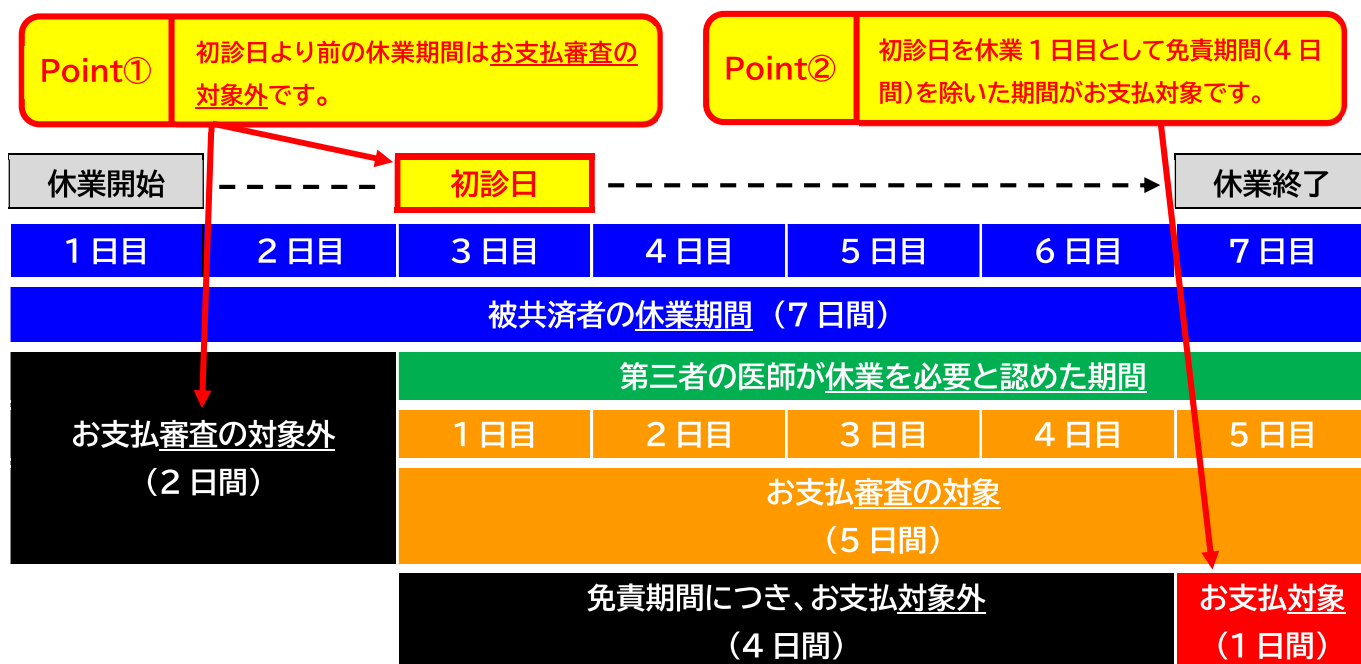 Point①
初診日より前の休業期間はお支払審査の
対象外です。
Point②
初診日を休業1日目として免責期間(4日
間)を除いた期間がお支払対象です。
休業開始
初診日
休業終了
1日目
2日目
3日目
4日目
5日目
6日目
7日目
被共済者の休業期間(7日間)
第三者の医師が休業を必要と認めた期間
お支払審査の対象外
(2日間)
1日目
2日目
3日目
4日目
5日目
お支払審査の対象
(5日間)
免責期間につき、お支払対象外
(4日間)
お支払対象
(1日間)